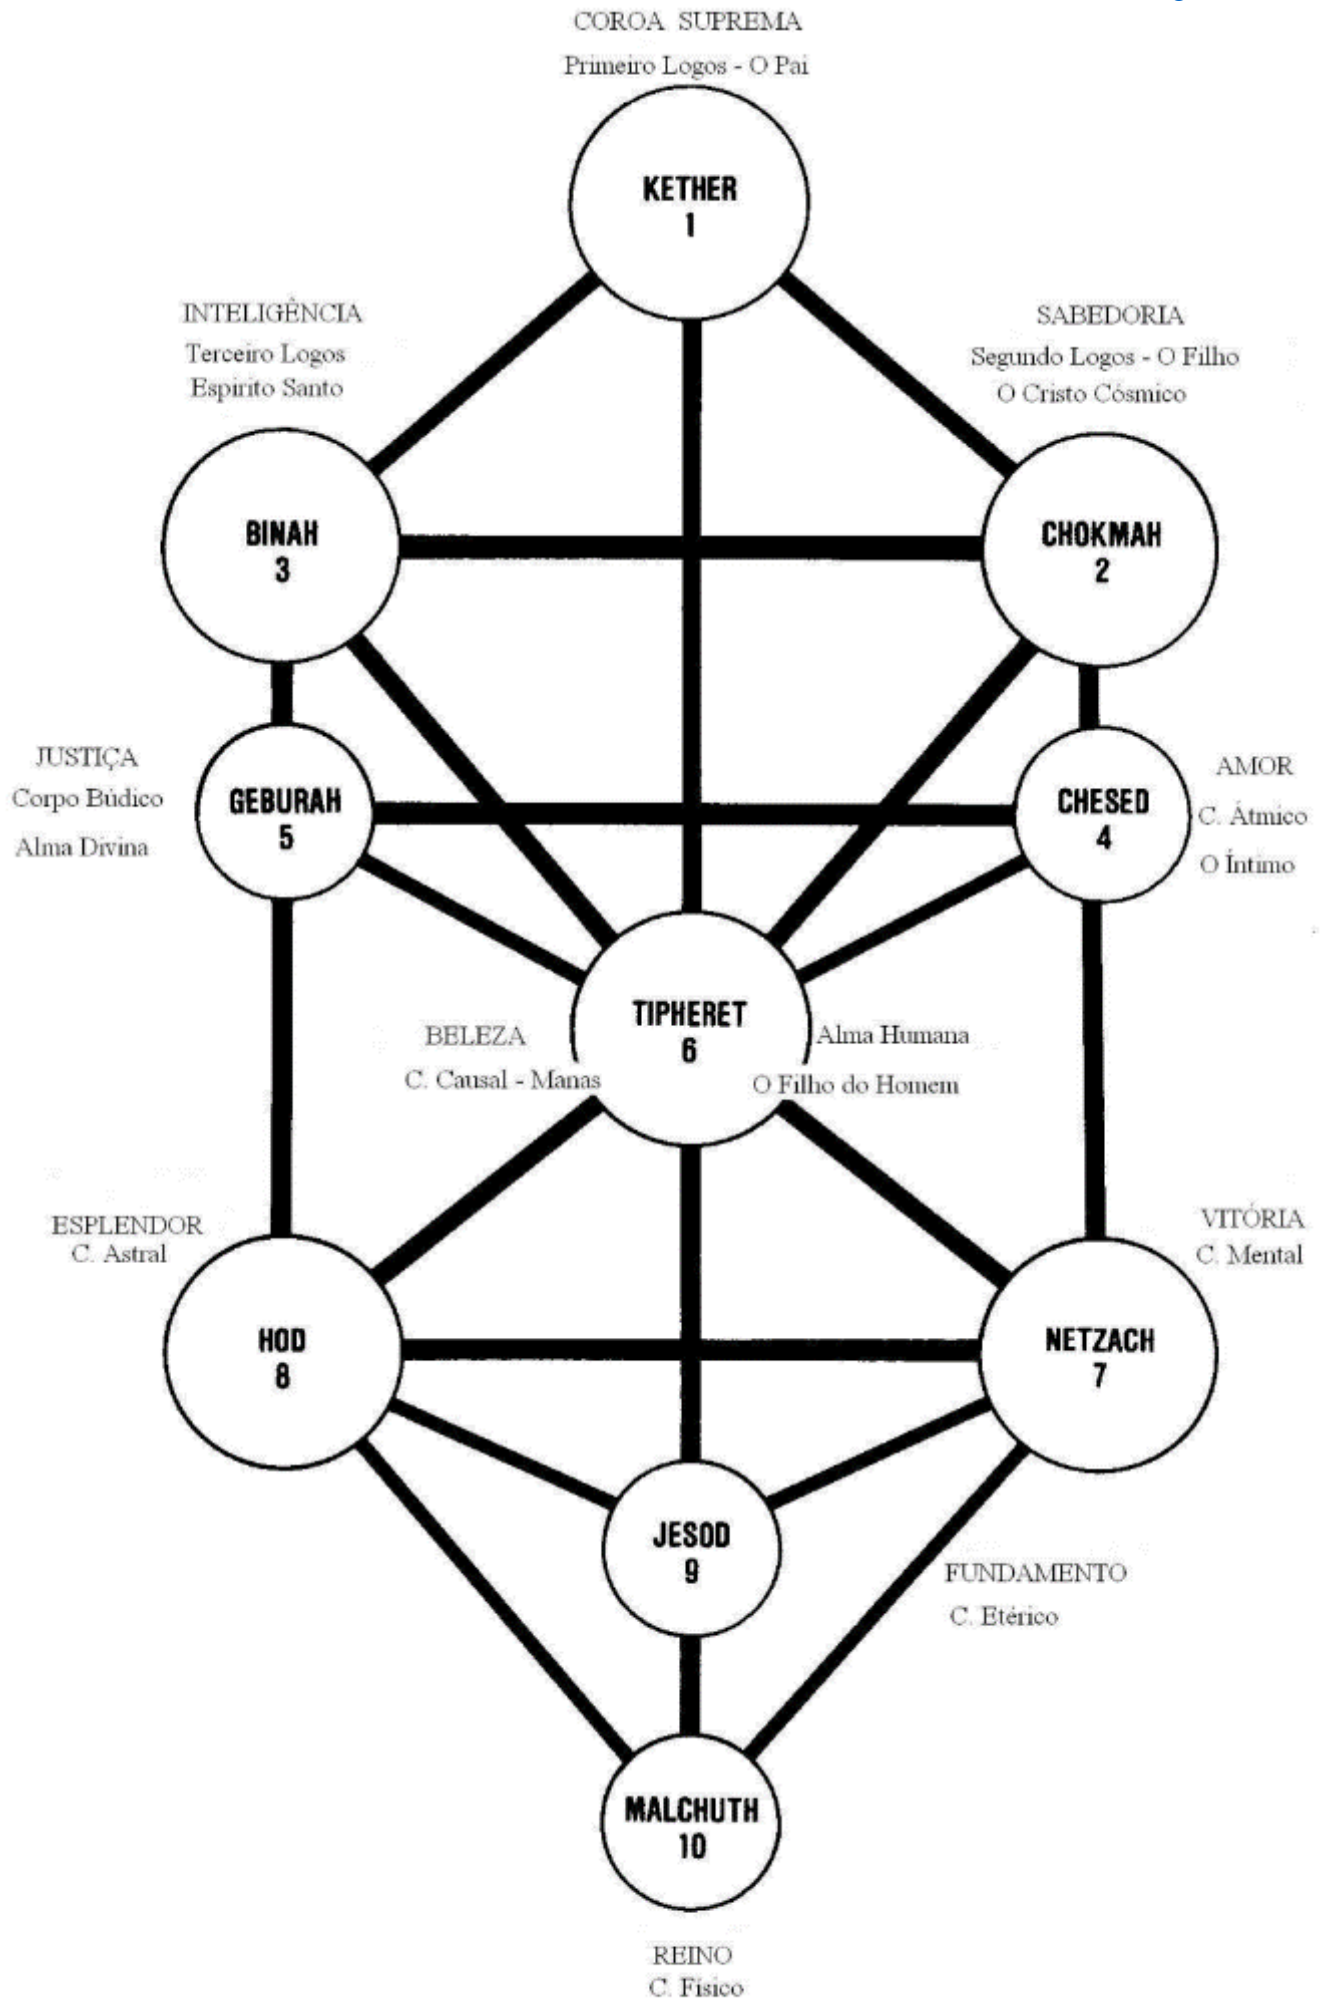 COROA SUPREMA
Primeiro Logos - O Pai
KETHER
1
INTELIGÊNCIA
Terceiro Logos
Espirito Santo
SABEDORIA
Segundo Logos - O Filho
O Cristo Cósmico
BINAH
3
CHOKMAH
2
JUSTIÇA
Corpo Búdico
Alma Divina
GEBURAH
5
CHESED
4
AMOR
C. Átmico
O Íntimo
TIPHERET
6
BELEZA
C. Causal - Manas
Alma Humana
O Filho do Homem
ESPLENDOR
C. Astral
VITÓRIA
C. Mental
HOD
8
NETZACH
7
JESOD
9
FUNDAMENTO
C. Etérico
MALCHUTH
10
REINO
C. Físico